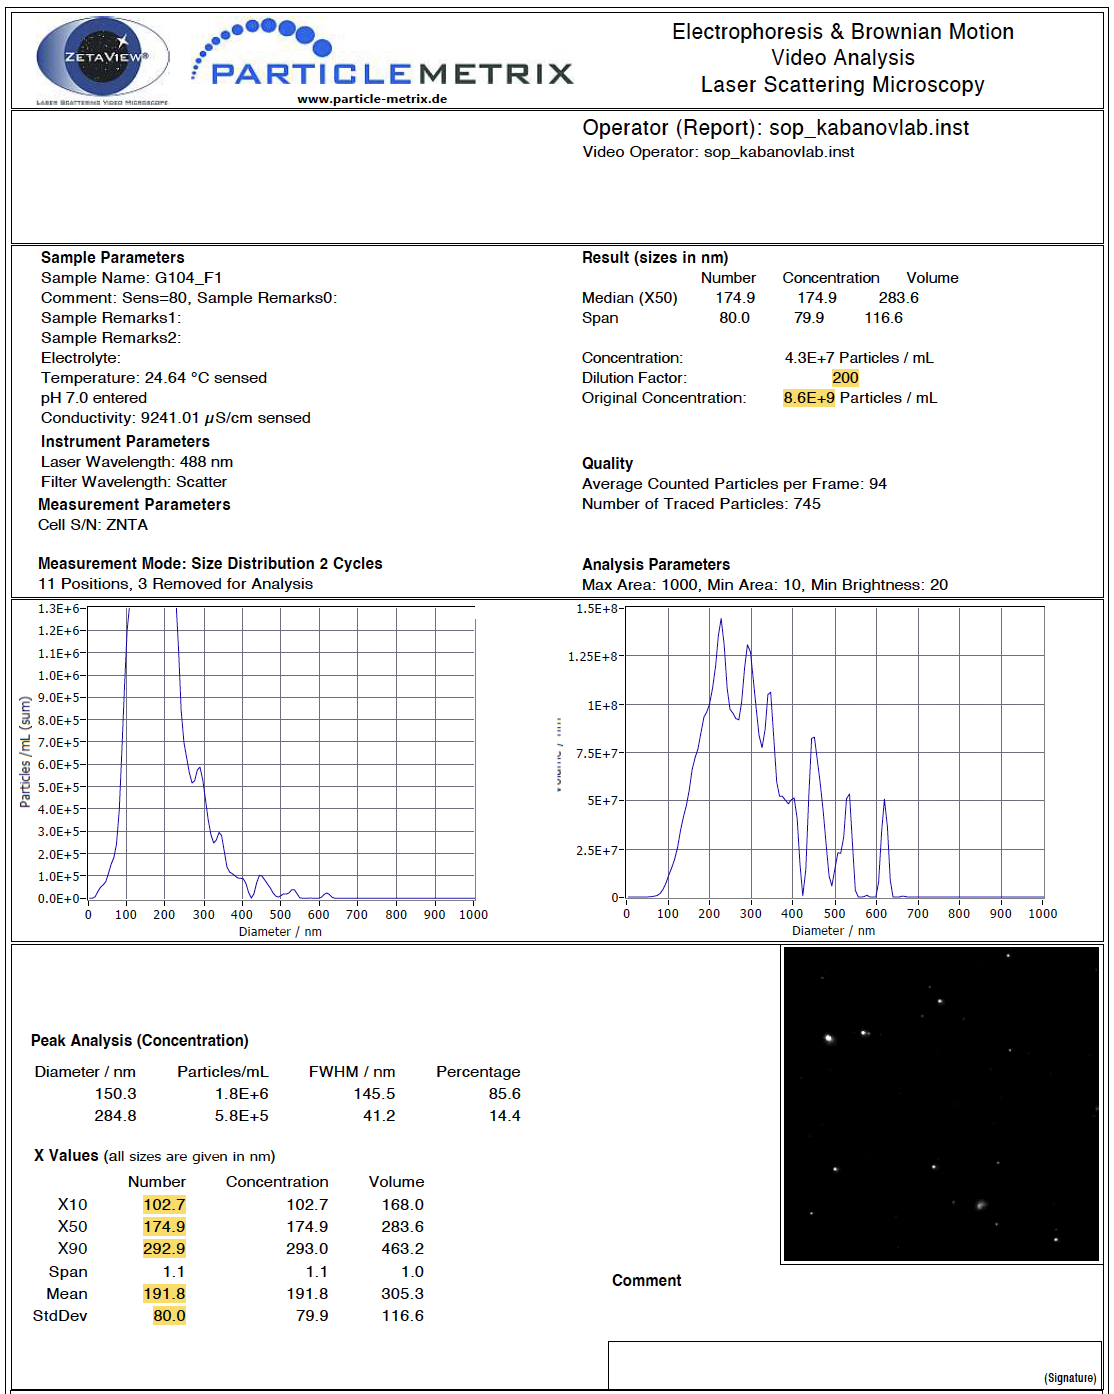 ZETAVIEW®
LASER SCATTERING VIDEO MICROSCOPE
PARTICLEMETRIX
www.particle-metrix.de
Electrophoresis & Brownian Motion
Video Analysis
Laser Scattering Microscopy
Operator (Report): sop_kabanovlab.inst
Video Operator: sop_kabanovlab.inst
Sample Parameters
Sample Name: G104_F1
Comment: Sens=80, Sample Remarks0:
Sample Remarks1:
Sample Remarks2:
Electrolyte:
Temperature: 24.64 °C sensed
pH 7.0 entered
Conductivity: 9241.01 µS/cm sensed
Instrument Parameters
Laser Wavelength: 488 nm
Filter Wavelength: Scatter
Measurement Parameters
Cell S/N: ZNTA
Measurement Mode: Size Distribution 2 Cycles
11 Positions, 3 Removed for Analysis
Result (sizes in nm)
Number Concentration Volume
Median (X50) 174.9 174.9 283.6
Span 80.0 79.9 116.6
Concentration: 4.3E+7 Particles / mL
Dilution Factor: 200
Original Concentration: 8.6E+9 Particles / mL
Quality
Average Counted Particles per Frame: 94
Number of Traced Particles: 745
Analysis Parameters
Max Area: 1000, Min Area: 10, Min Brightness: 20
Particles /mL (sum)
1.3E+6
1.2E+6
1.1E+6
1.0E+6
9.0E+5
8.0E+5
7.0E+5
6.0E+5
5.0E+5
4.0E+5
3.0E+5
2.0E+5
1.0E+5
0.0E+0
0 100 200 300 400 500 600 700 800 900 1000
Diameter / nm
1.5E+8
1.25E+8
1E+8
7.5E+7
5E+7
2.5E+7
0
0 100 200 300 400 500 600 700 800 900 1000
Diameter / nm
Peak Analysis (Concentration)
Diameter / nm Particles/mL FWHM / nm Percentage
150.3 1.8E+6 145.5 85.6
284.8 5.8E+5 41.2 14.4
X Values (all sizes are given in nm)
Number Concentration Volume
X10 102.7 102.7 168.0
X50 174.9 174.9 283.6
X90 292.9 293.0 463.2
Span 1.1 1.1 1.0
Mean 191.8 191.8 305.3
StdDev 80.0 79.9 116.6
Comment
(Signature)